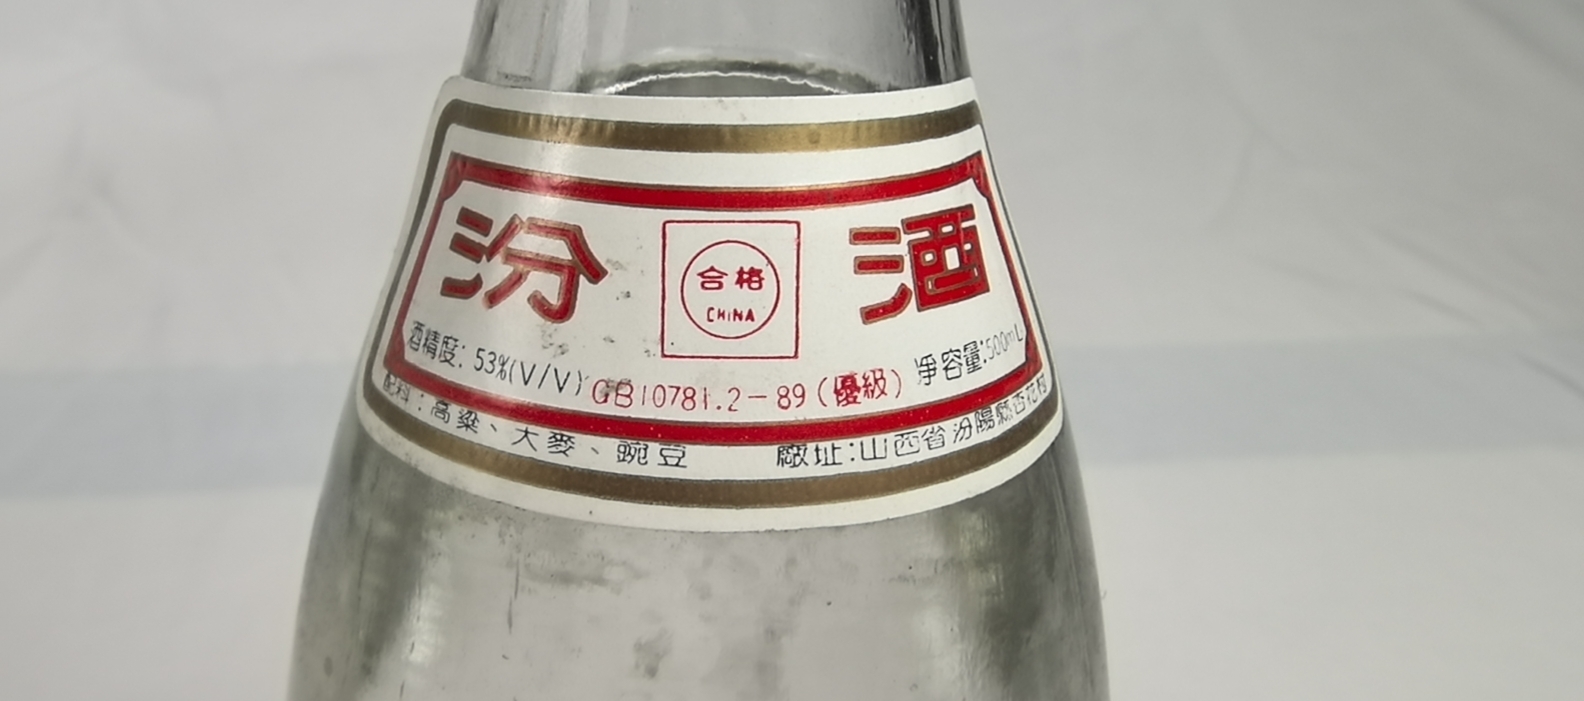 汾 酒
合格
CHINA
酒精度: 53%(V/V) GB10781.2-89(優級) 净容量:500mL
配料:高粱、大麥、豌豆 廠址:山西省汾陽縣杏花村